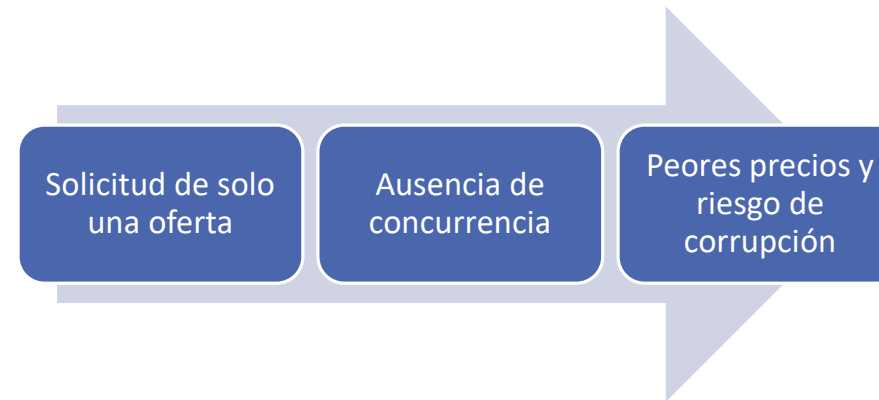 Solicitud de solo
una oferta
Ausencia de
concurrencia
Peores precios y
riesgo de
corrupción